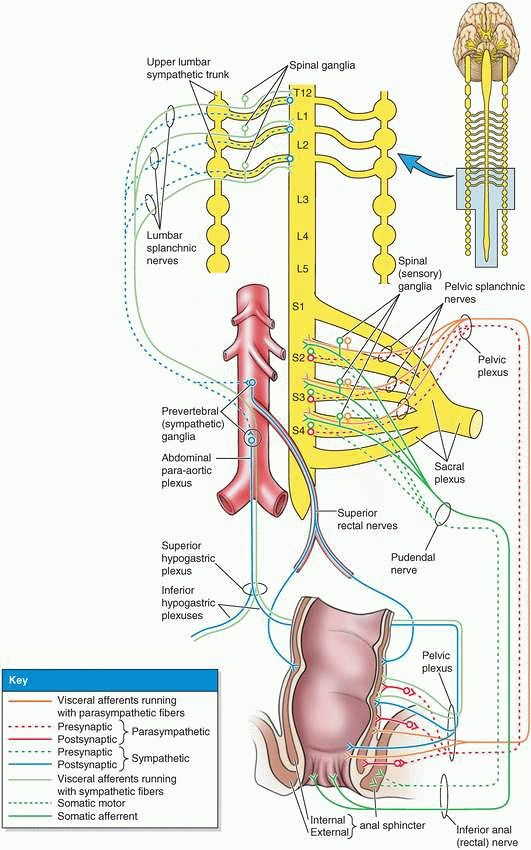 Upper lumbar
sympathetic trunk
Spinal ganglia
T12
L1
L2
L3
L4
L5
S1
S2
S3
S4
Lumbar
splanchnic
nerves
Spinal
(sensory)
ganglia
Pelvic splanchnic
nerves
Pelvic
plexus
Prevertebral
(sympathetic)
ganglia
Abdominal
para-aortic
plexus
Sacral
plexus
Superior
rectal nerves
Pudendal
nerve
Superior
hypogastric
plexus
Inferior
hypogastric
plexuses
Pelvic
plexus
Key
Visceral afferents running
with parasympathetic fibers
Presynaptic
Postsynaptic
Parasympathetic
Presynaptic
Postsynaptic
Sympathetic
Visceral afferents running
with sympathetic fibers
Somatic motor
Somatic afferrent
Internal
External
anal sphincter
Inferior anal
(rectal) nerve